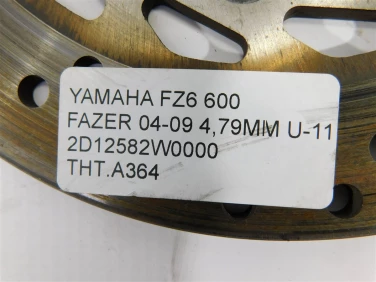 YAMAHA FZ6 600
FAZER 04-09 4,79MM U-11
2D12582W0000
THT.A364